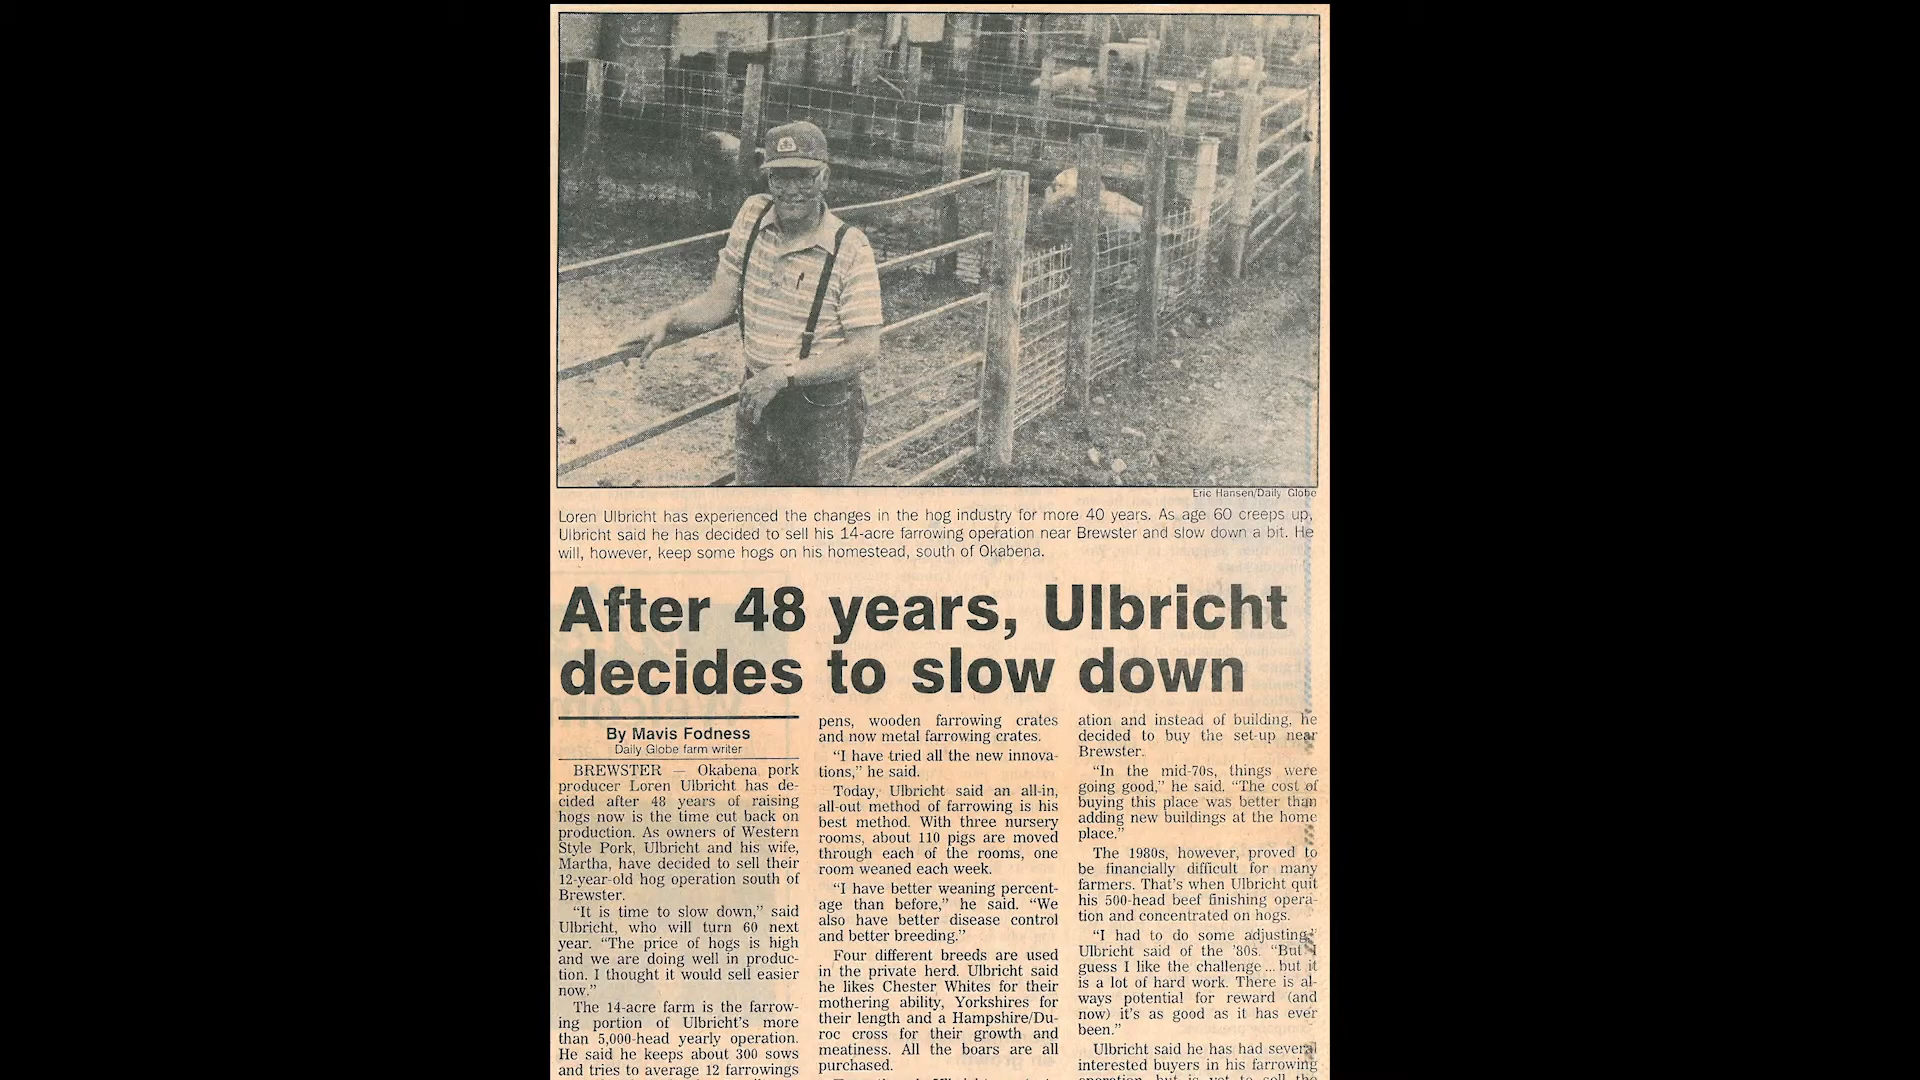 Eric Hansen/Daily Globe
Loren Ulbricht has experienced the changes in the hog industry for more 40 years. As age 60 creeps up,
Ulbricht said he has decided to sell his 14-acre farrowing operation near Brewster and slow down a bit. He
will, however, keep some hogs on his homestead, south of Okabena.
After 48 years, Ulbricht
decides to slow down
By Mavis Fodness
Daily Globe farm writer
BREWSTER — Okabena pork
producer Loren Ulbricht has de-
cided after 48 years of raising
hogs now is the time cut back on
production. As owners of Western
Style Pork, Ulbricht and his wife,
Martha, have decided to sell their
12-year-old hog operation south of
Brewster.
"It is time to slow down," said
Ulbricht, who will turn 60 next
year. "The price of hogs is high
and we are doing well in produc-
tion. I thought it would sell easier
now."
The 14-acre farm is the farrow-
ing portion of Ulbricht's more
than 5,000-head yearly operation.
He said he keeps about 300 sows
and tries to average 12 farrowings
pens, wooden farrowing crates
and now metal farrowing crates.
"I have tried all the new innova-
tions," he said.
Today, Ulbricht said an all-in,
all-out method of farrowing is his
best method. With three nursery
rooms, about 110 pigs are moved
through each of the rooms, one
room weaned each week.
"I have better weaning percent-
age than before," he said. "We
also have better disease control
and better breeding."
Four different breeds are used
in the private herd. Ulbricht said
he likes Chester Whites for their
mothering ability, Yorkshires for
their length and a Hampshire/Du-
roc cross for their growth and
meatiness. All the boars are all
purchased.
ation and instead of building, he
decided to buy the set-up near
Brewster.
"In the mid-70s, things were
going good," he said. "The cost of
buying this place was better than
adding new buildings at the home
place."
The 1980s, however, proved to
be financially difficult for many
farmers. That's when Ulbricht quit
his 500-head beef finishing opera-
tion and concentrated on hogs.
"I had to do some adjusting,"
Ulbricht said of the '80s. "But I
guess I like the challenge ... but it
is a lot of hard work. There is al-
ways potential for reward (and
now) it's as good as it has ever
been."
Ulbricht said he has had several
interested buyers in his farrowing